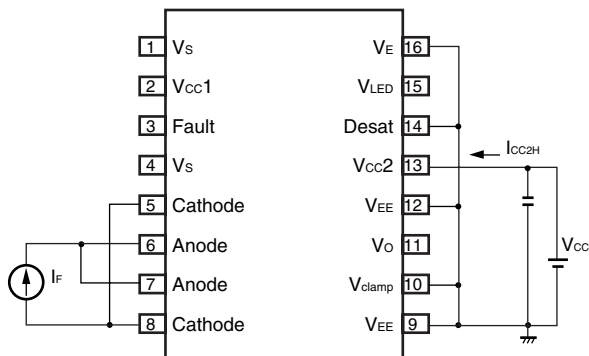 1 VS
2 VCC1
3 Fault
4 VS
5 Cathode
6 Anode
7 Anode
8 Cathode
VE 16
VLED 15
Desat 14
VCC2 13
VEE 12
VO 11
Vclamp 10
VEE 9
IF
ICC2H
VCC